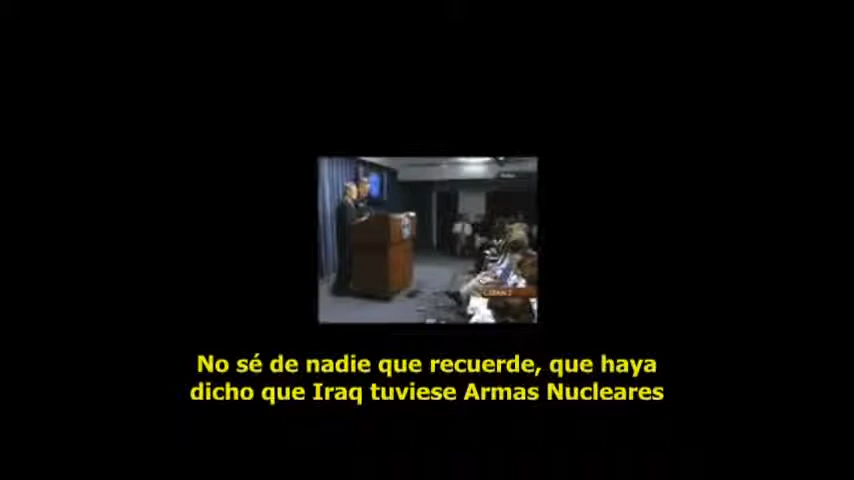 No sé de nadie que recuerde, que haya
dicho que Iraq tuviese Armas Nucleares